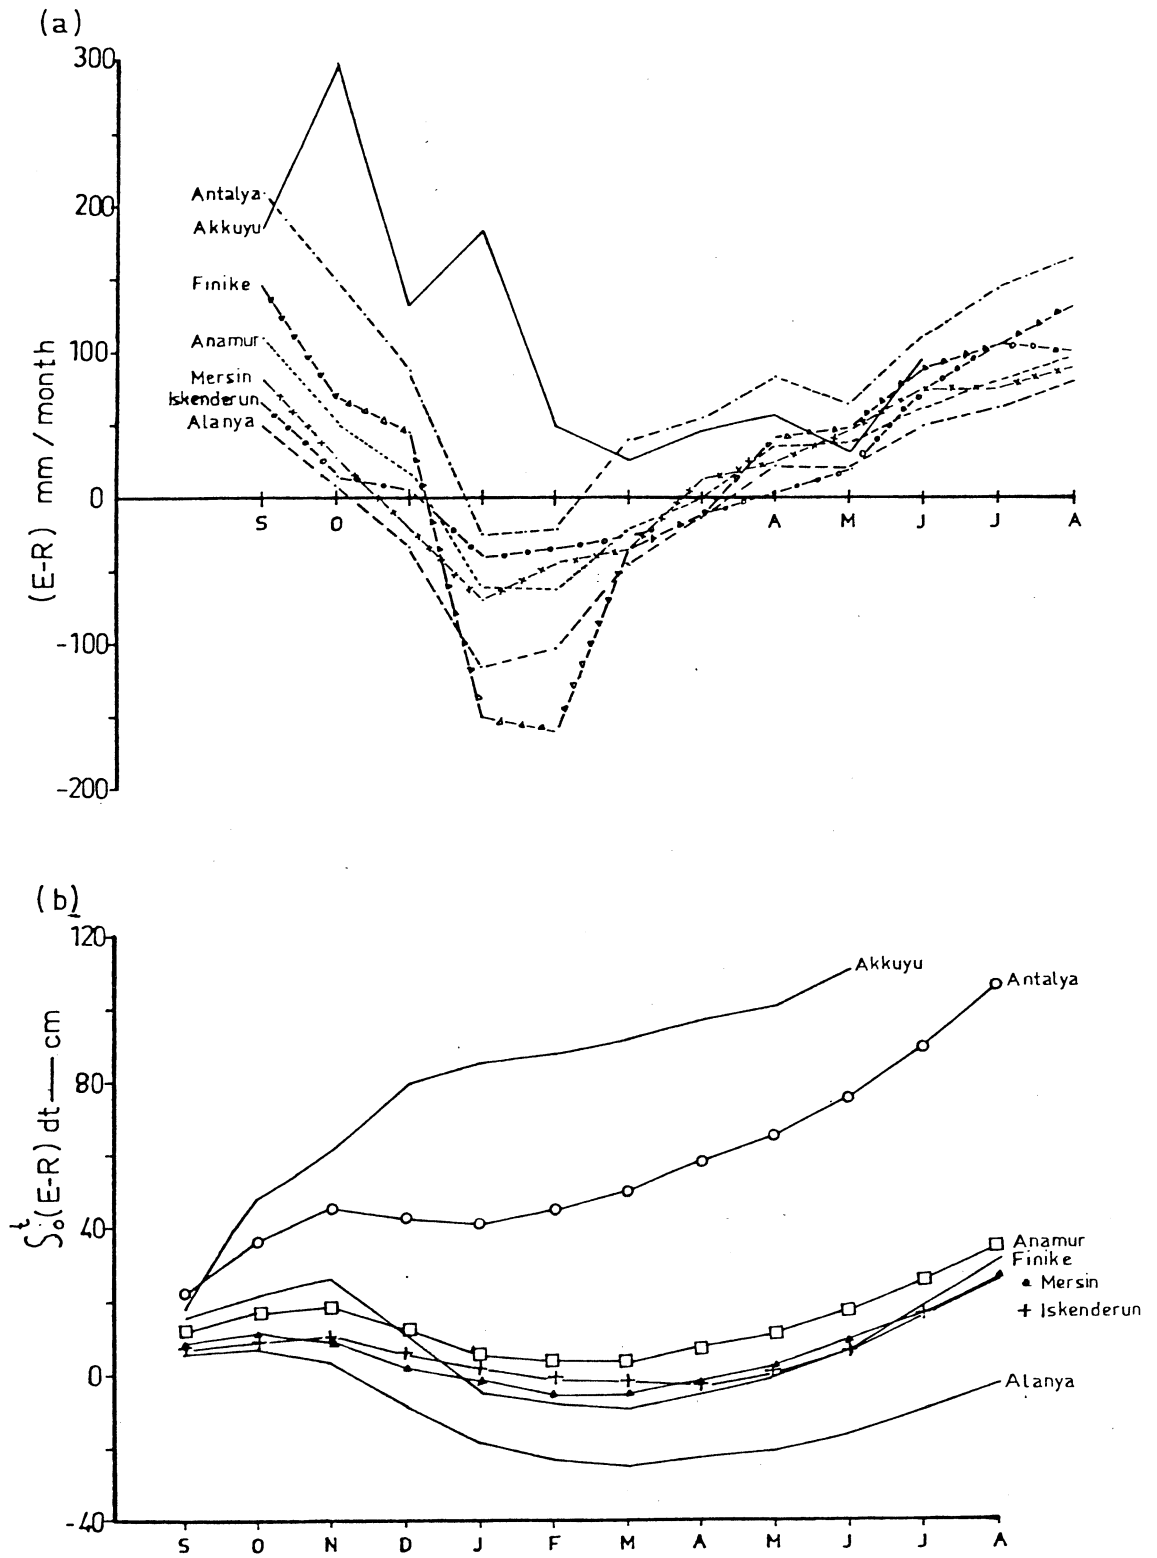 (a)
300
200
100
0
-100
-200
(E-R) mm/month
Antalya
Akkuyu
Finike
Anamur
Mersin
Iskenderun
Alanya
S O A M J J A
(b)
120
80
40
0
-40
∫₀ᵗ(E-R) dt—cm
Akkuyu
Antalya
Anamur
Finike
Mersin
Iskenderun
Alanya
S O N D J F M A M J J A